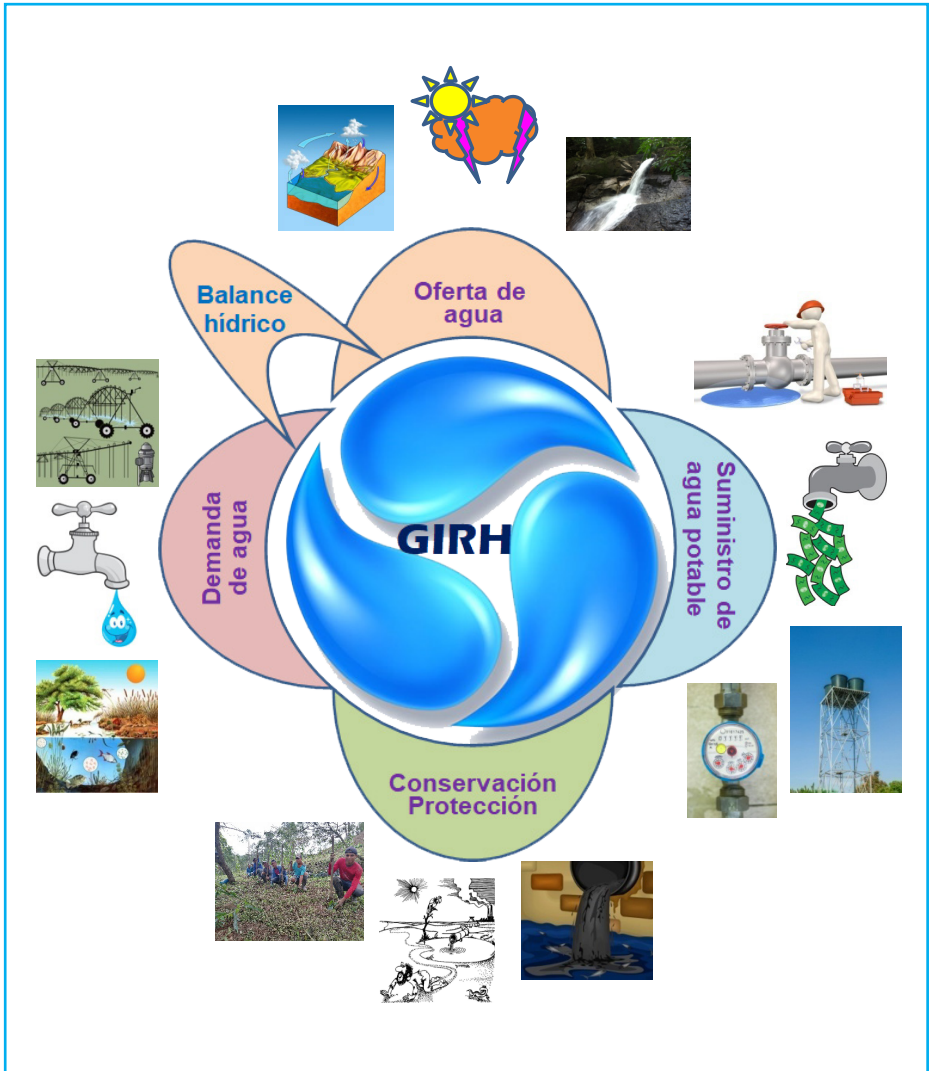 Balance
hídrico
Oferta de
agua
Demanda
de agua
GIRH
Suministro de
agua potable
Conservación
Protección